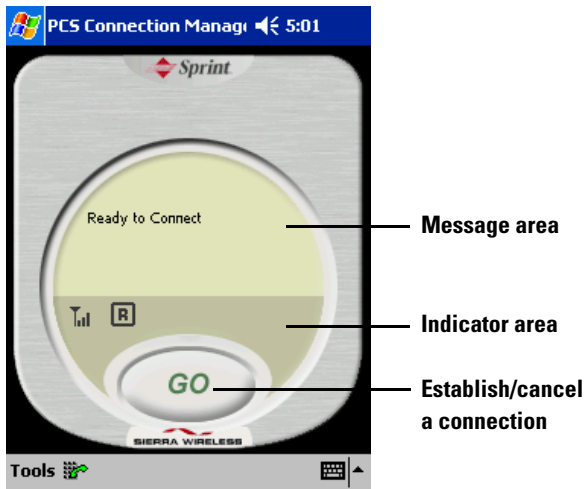 PCS Connection Manag 5:01
Sprint
Ready to Connect
Message area
R
Indicator area
GO
Establish/cancel
a connection
SIERRA WIRELESS
Tools